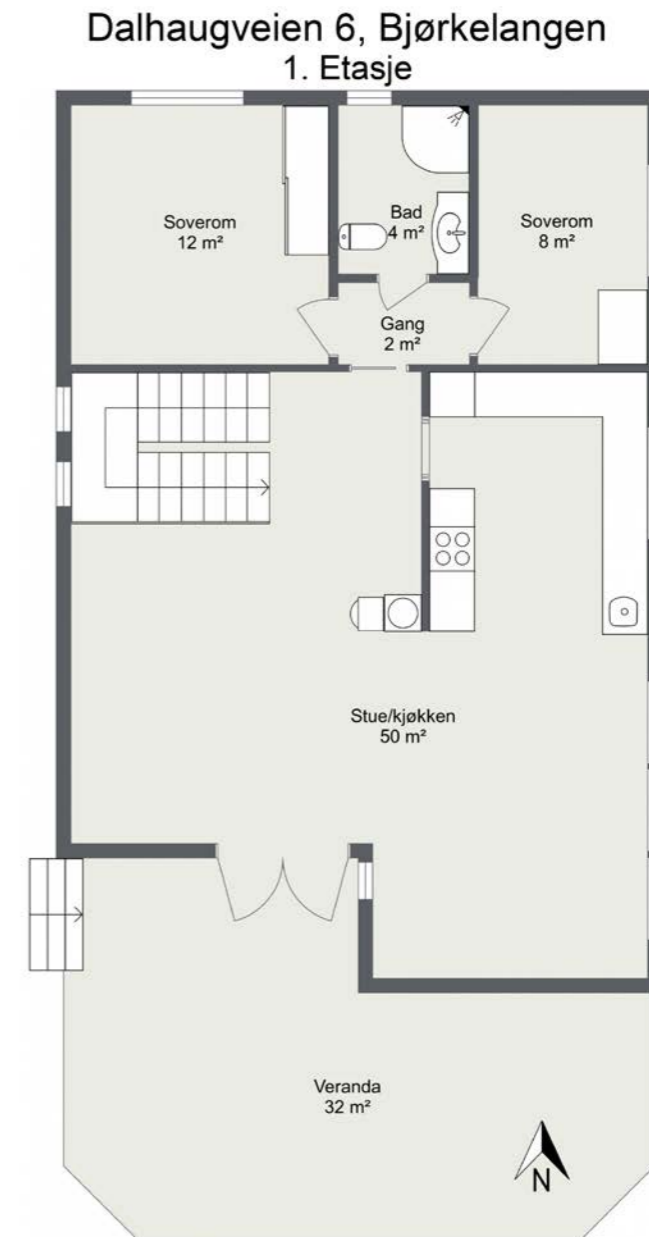 Dalhaugveien 6, Bjørkelangen
1. Etasje
Soverom
12 m²
Bad
4 m²
Soverom
8 m²
Gang
2 m²
Stue/kjøkken
50 m²
Veranda
32 m²
N